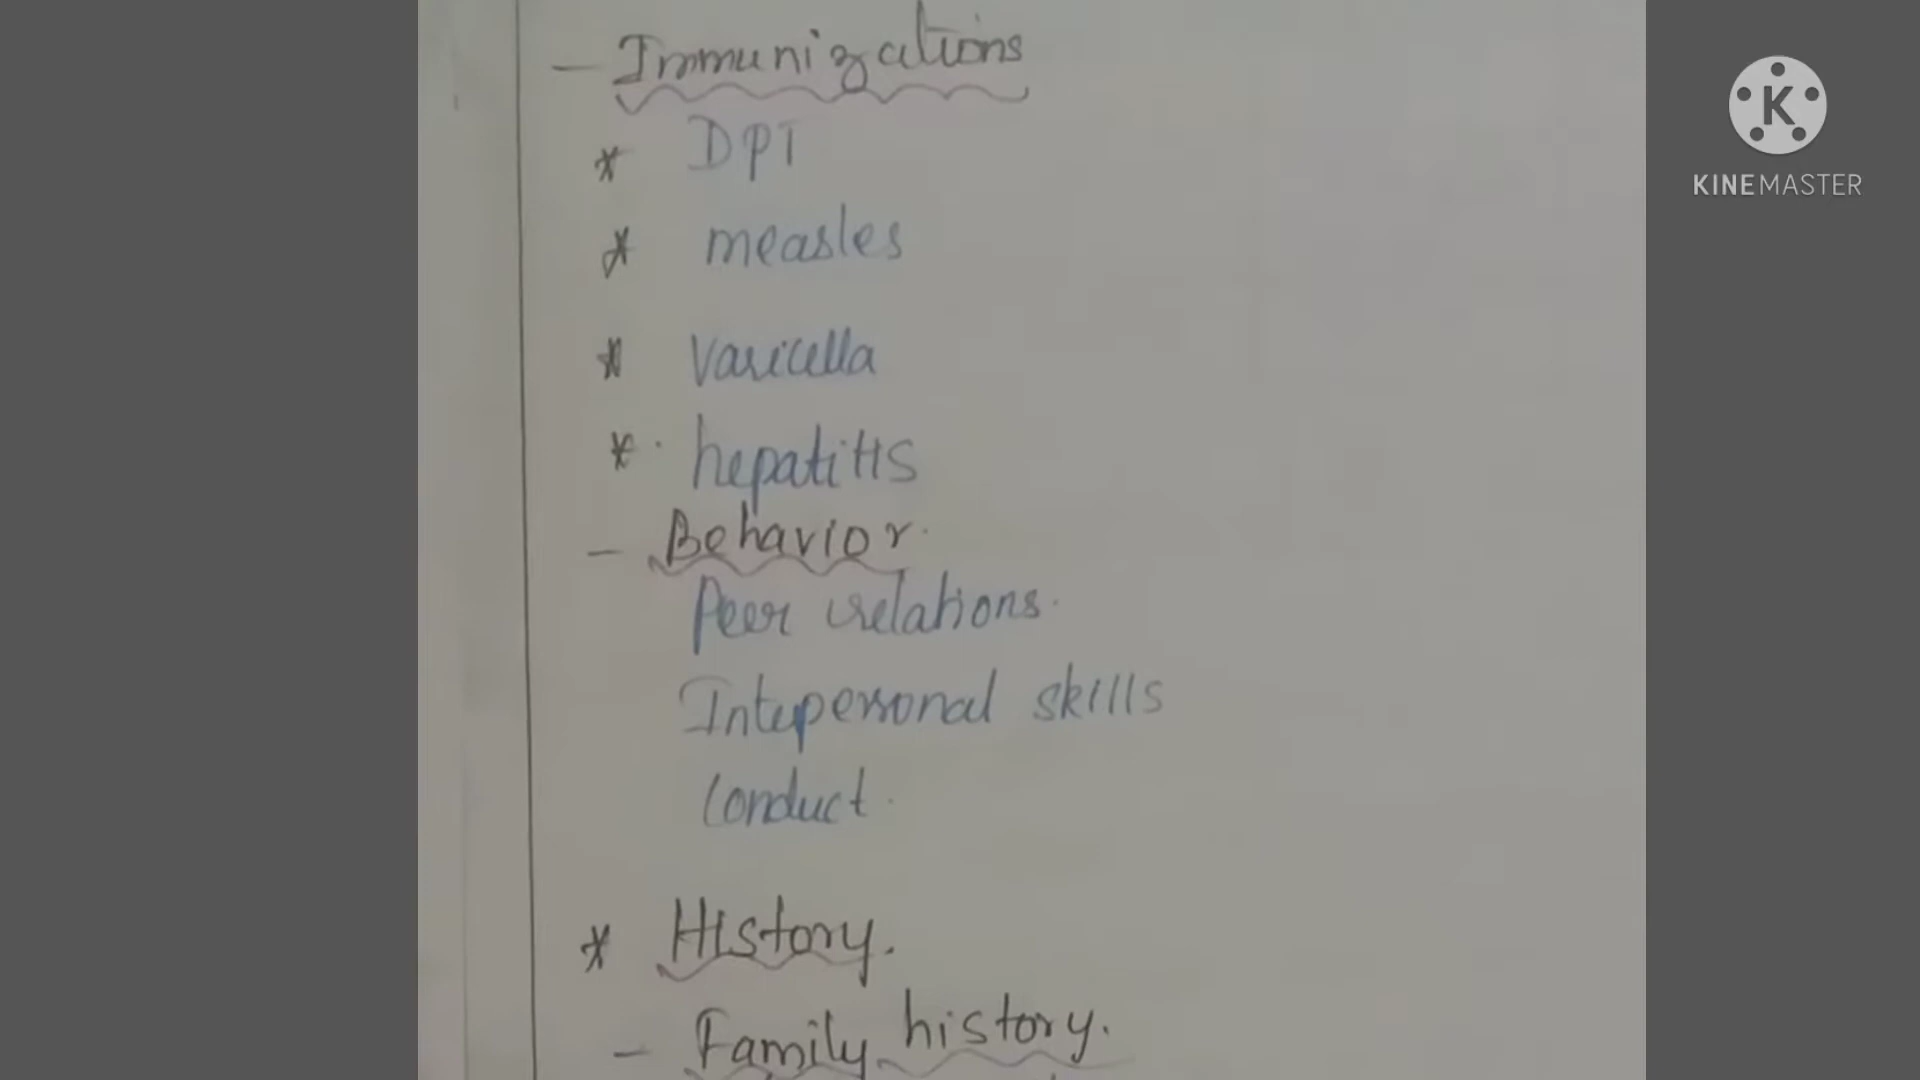 - Immunizations
* DPT
* measles
* Varicella
* hepatitis
- Behavior.
Peer relations.
Intepersonal skills
Conduct.
* History.
- Family history.
K
KINEMASTER